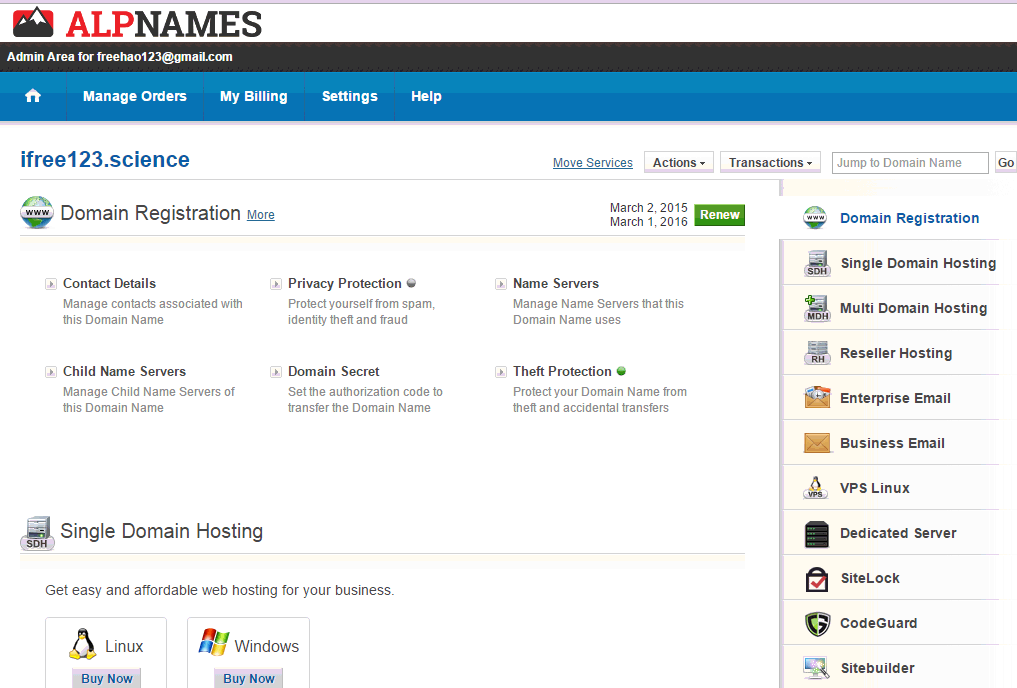 ALPNAMES
Admin Area for freehao123@gmail.com
Manage Orders
My Billing
Settings
Help
ifree123.science
Move Services
Actions
Transactions
Jump to Domain Name
Go
www
Domain Registration More
March 2, 2015
March 1, 2016
Renew
Contact Details
Manage contacts associated with
this Domain Name
Privacy Protection
Protect yourself from spam,
identity theft and fraud
Name Servers
Manage Name Servers that this
Domain Name uses
Child Name Servers
Manage Child Name Servers of
this Domain Name
Domain Secret
Set the authorization code to
transfer the Domain Name
Theft Protection
Protect your Domain Name from
theft and accidental transfers
SDH
Single Domain Hosting
Get easy and affordable web hosting for your business.
Linux
Buy Now
Windows
Buy Now
www
Domain Registration
SDH
Single Domain Hosting
MDH
Multi Domain Hosting
RH
Reseller Hosting
Enterprise Email
Business Email
VPS
VPS Linux
Dedicated Server
SiteLock
CodeGuard
Sitebuilder